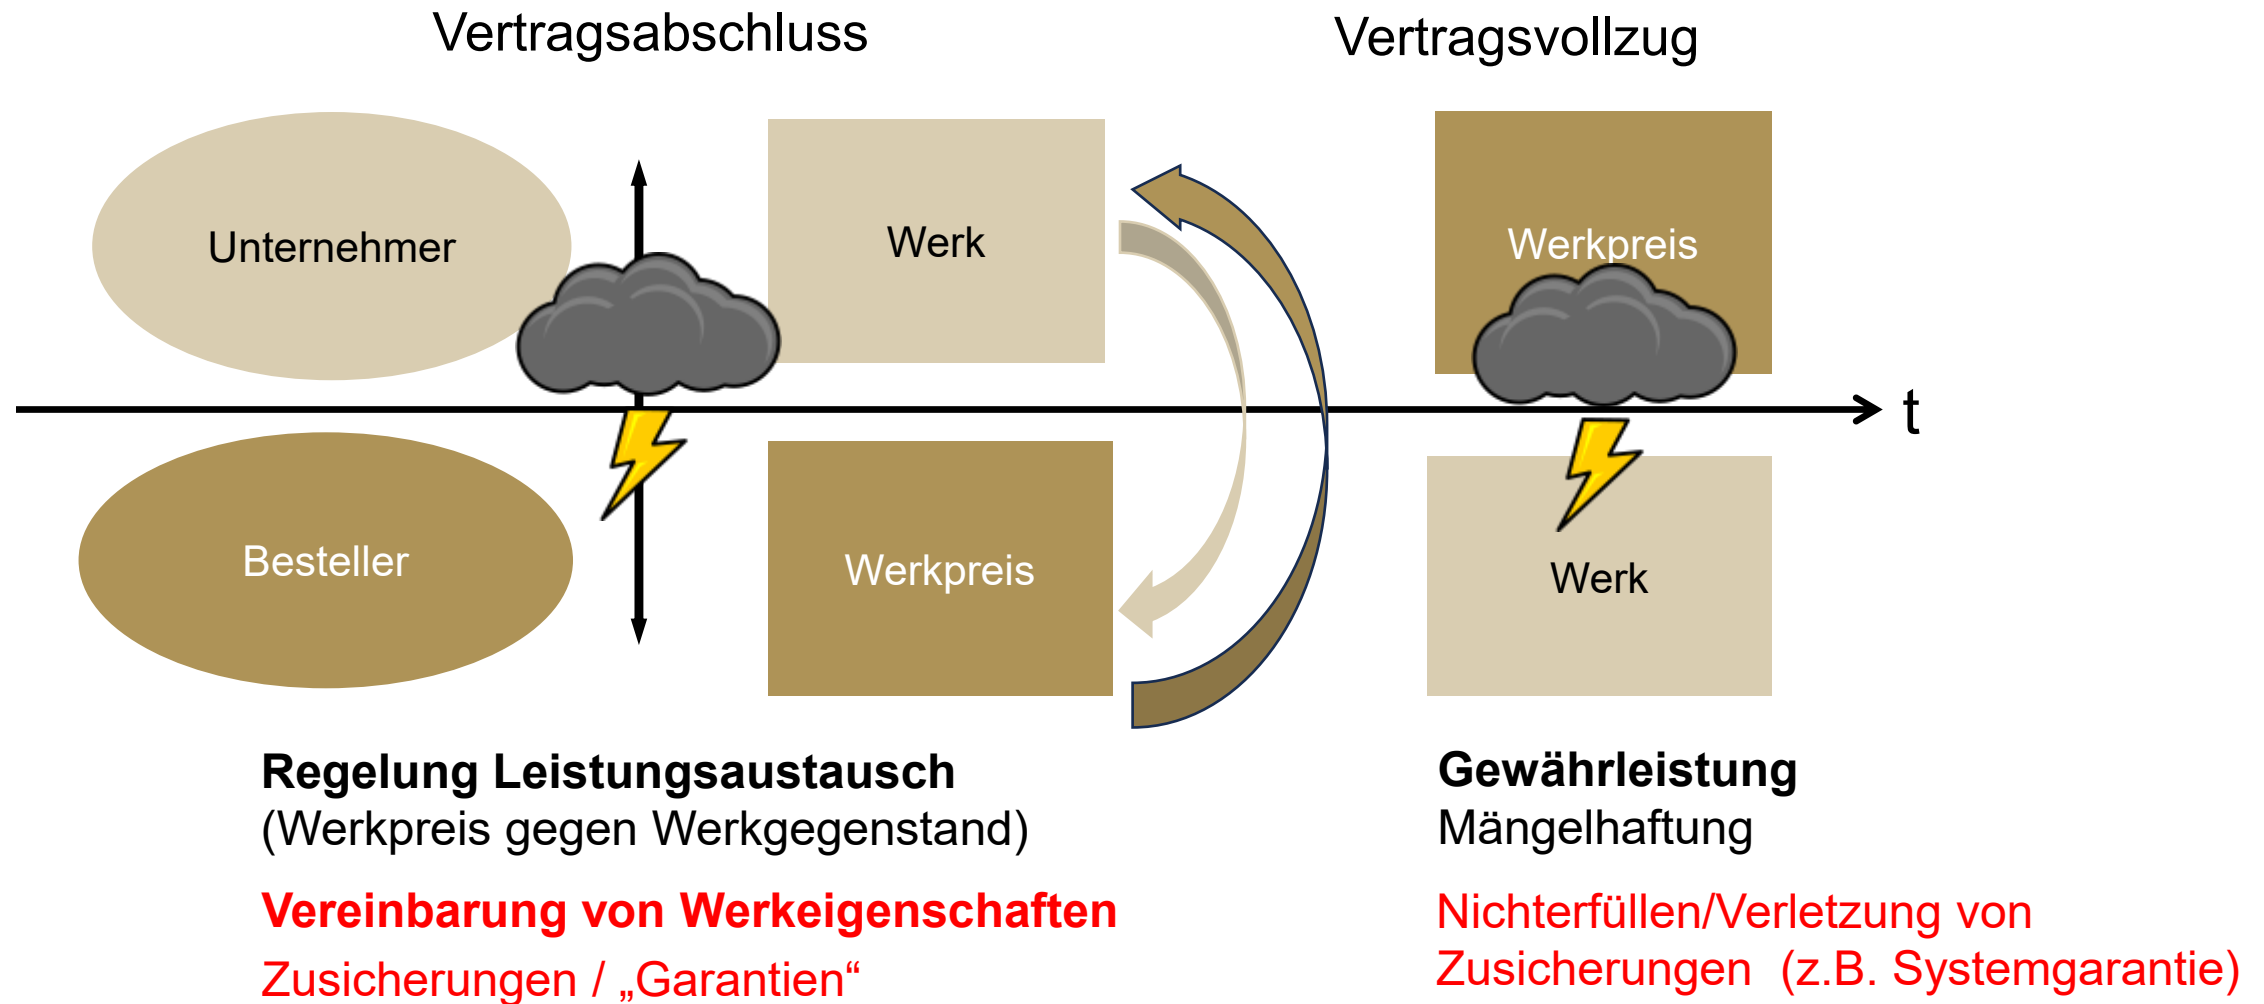 Vertragsabschluss
Vertragsvollzug
Unternehmer
Werk
Werkpreis
t
Besteller
Werkpreis
Werk
Regelung Leistungsaustausch
(Werkpreis gegen Werkgegenstand)
Vereinbarung von Werkeigenschaften
Zusicherungen / „Garantien“
Gewährleistung
Mängelhaftung
Nichterfüllen/Verletzung von
Zusicherungen  (z.B. Systemgarantie)